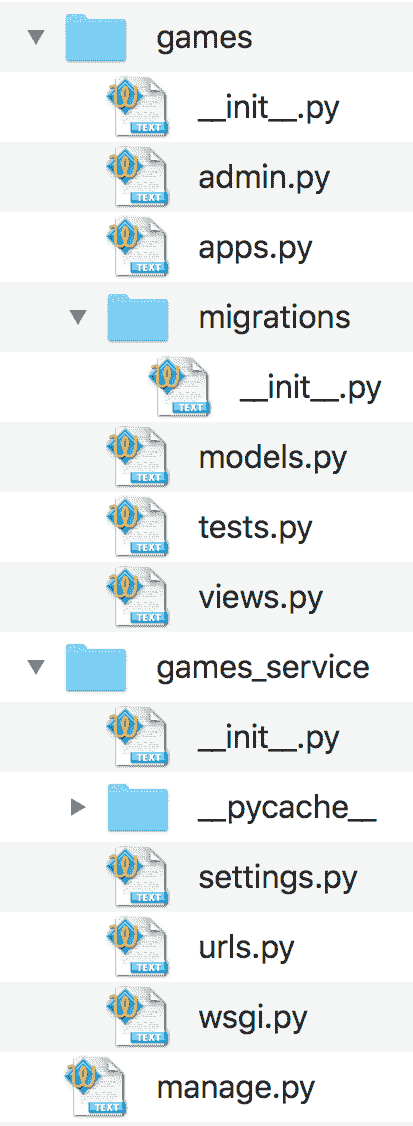 games
__init__.py
TEXT
admin.py
TEXT
apps.py
TEXT
migrations
__init__.py
TEXT
models.py
TEXT
tests.py
TEXT
views.py
TEXT
games_service
__init__.py
TEXT
__pycache__
settings.py
TEXT
urls.py
TEXT
wsgi.py
TEXT
manage.py
TEXT